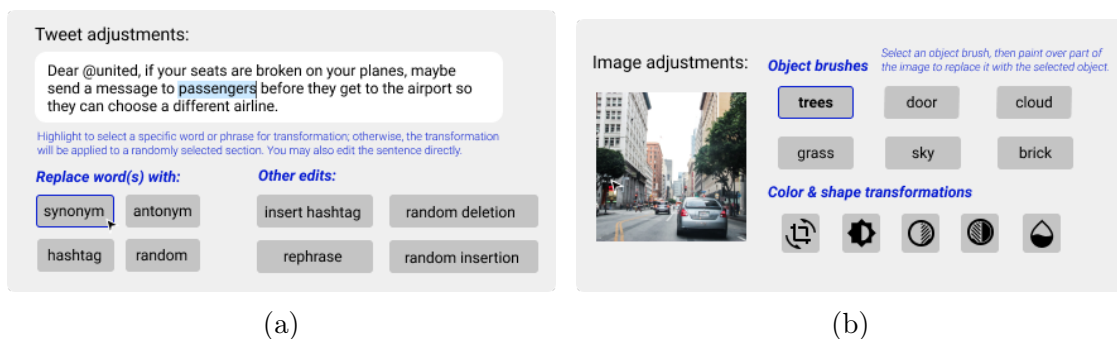 Tweet adjustments:
Dear @united, if your seats are broken on your planes, maybe
send a message to passengers before they get to the airport so
they can choose a different airline.
Highlight to select a specific word or phrase for transformation; otherwise, the transformation
will be applied to a randomly selected section. You may also edit the sentence directly.
Replace word(s) with:
Other edits:
synonym
antonym
insert hashtag
random deletion
hashtag
random
rephrase
random insertion
(a)
Image adjustments:
Object brushes
Select an object brush, then paint over part of
the image to replace it with the selected object.
trees
door
cloud
grass
sky
brick
Color & shape transformations
(b)